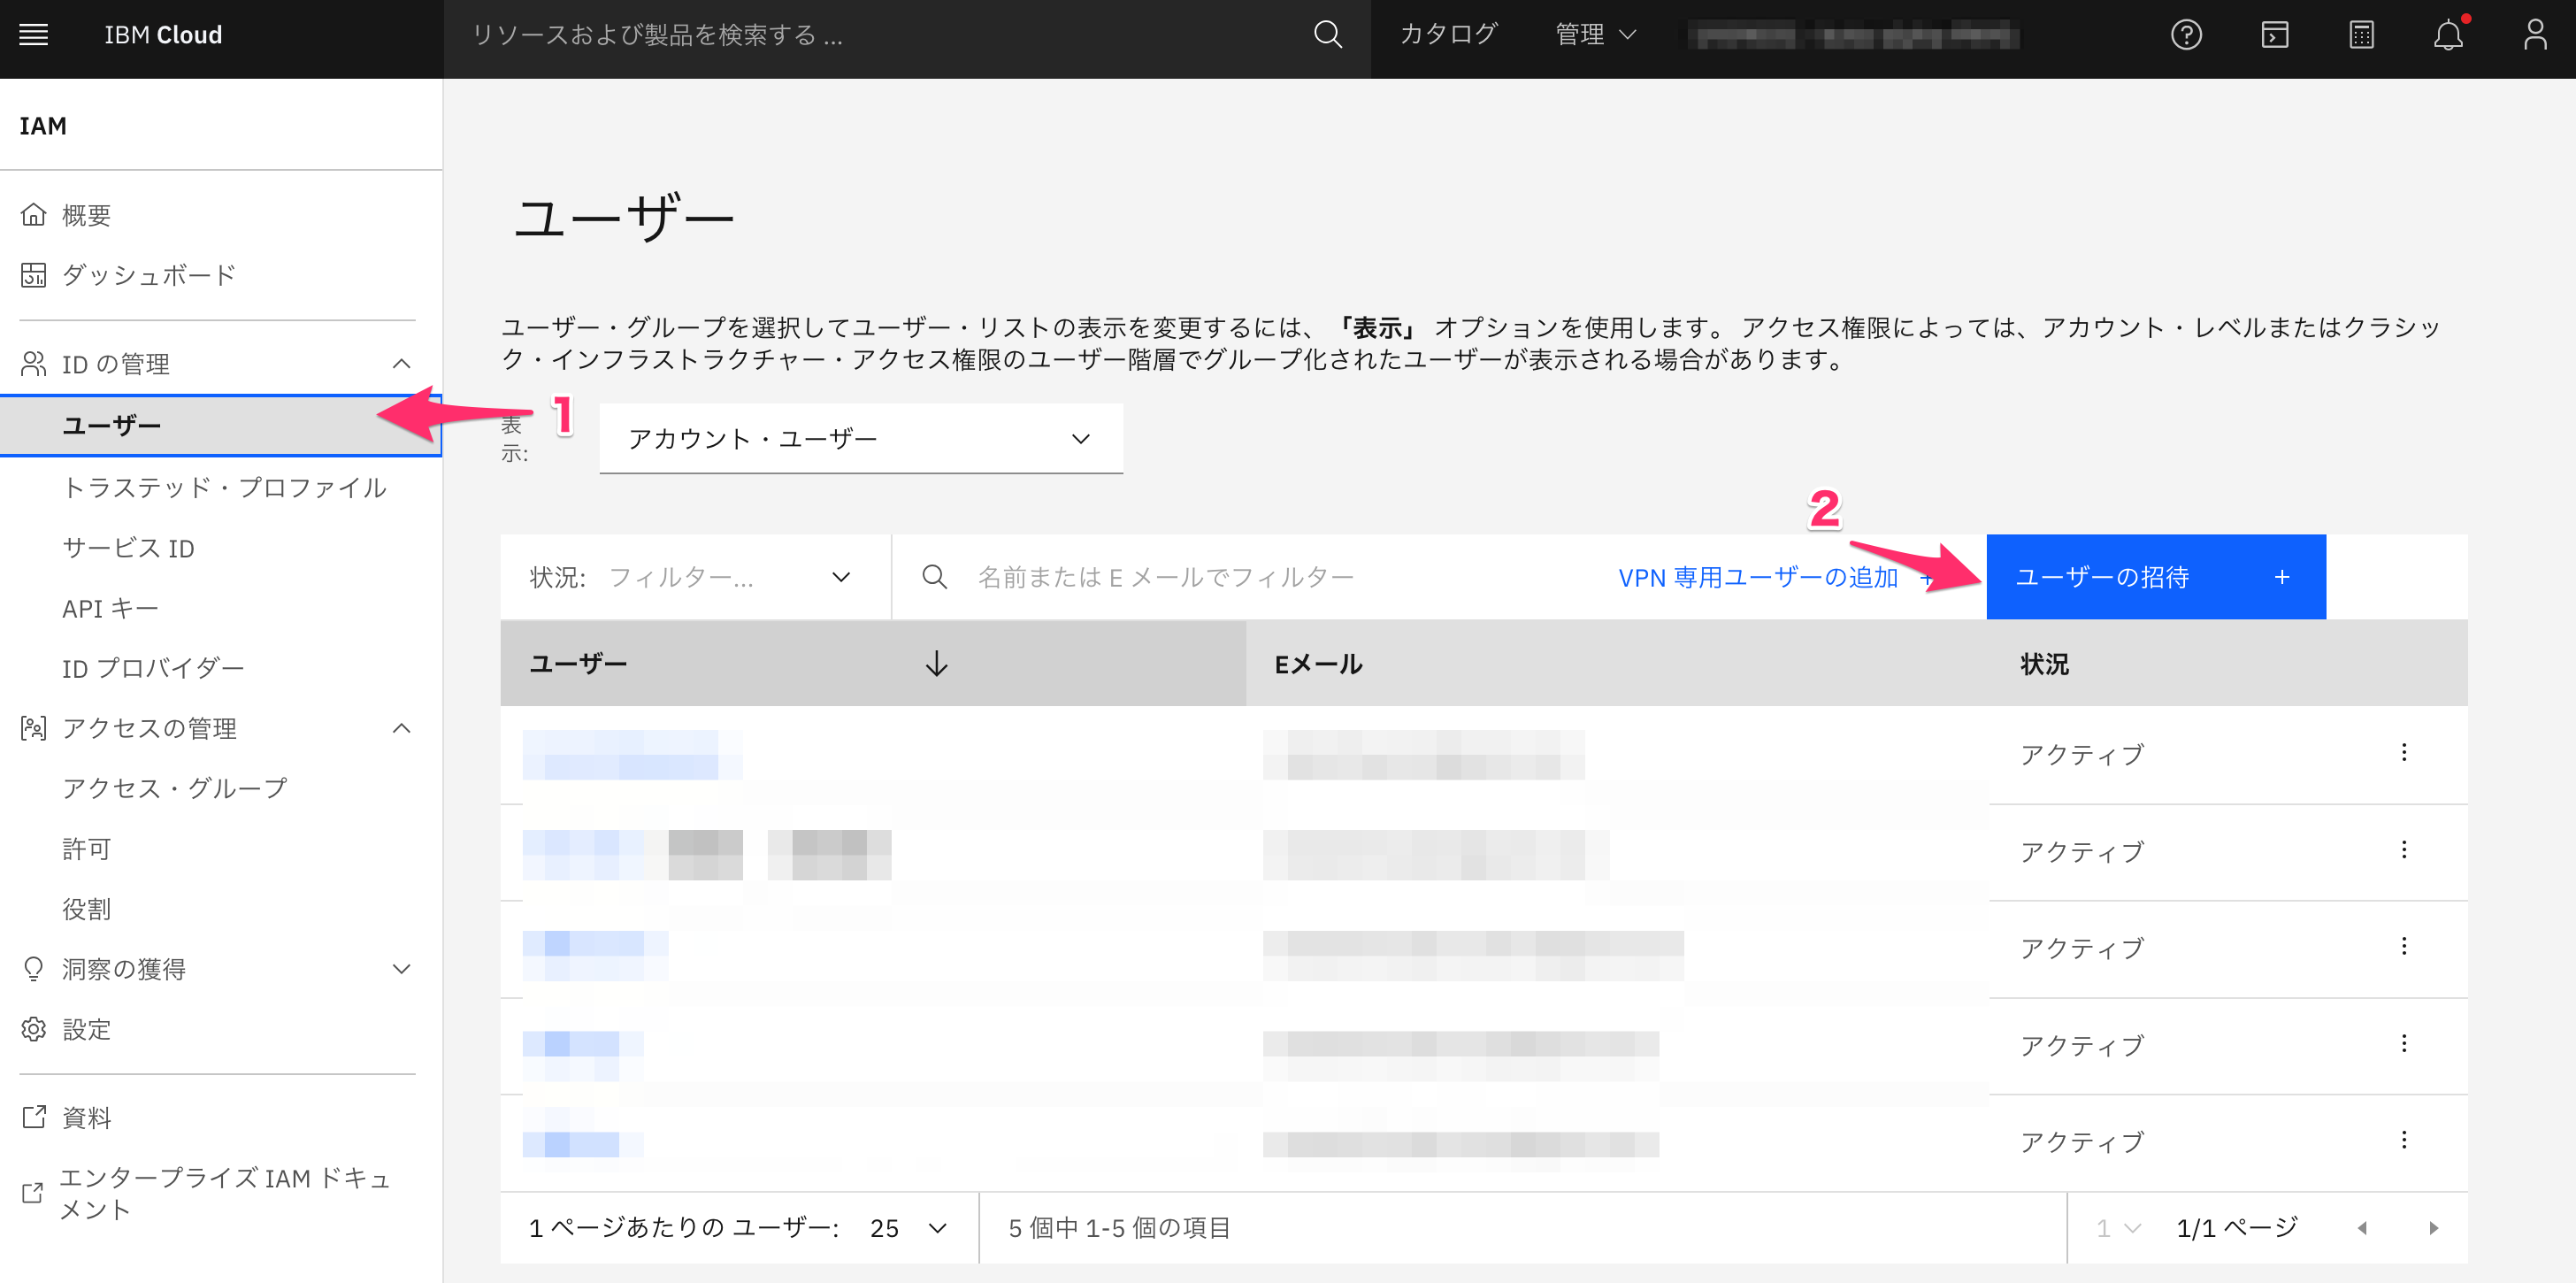 IBM Cloud
リソースおよび製品を検索する ...
カタログ
管理
IAM
概要
ダッシュボード
ID の管理
ユーザー
トラステッド・プロファイル
サービス ID
API キー
ID プロバイダー
アクセスの管理
アクセス・グループ
許可
役割
洞察の獲得
設定
資料
エンタープライズ IAM ドキュ
メント
ユーザー
ユーザー・グループを選択してユーザー・リストの表示を変更するには、「表示」 オプションを使用します。 アクセス権限によっては、アカウント・レベルまたはクラシッ
ク・インフラストラクチャー・アクセス権限のユーザー階層でグループ化されたユーザーが表示される場合があります。
1
表
示:
アカウント・ユーザー
2
状況: フィルター...
名前または E メールでフィルター
VPN 専用ユーザーの追加 +
ユーザーの招待 +
ユーザー Eメール 状況
アクティブ
アクティブ
アクティブ
アクティブ
アクティブ
1 ページあたりの ユーザー: 25
5 個中 1-5 個の項目
1
1/1 ページ